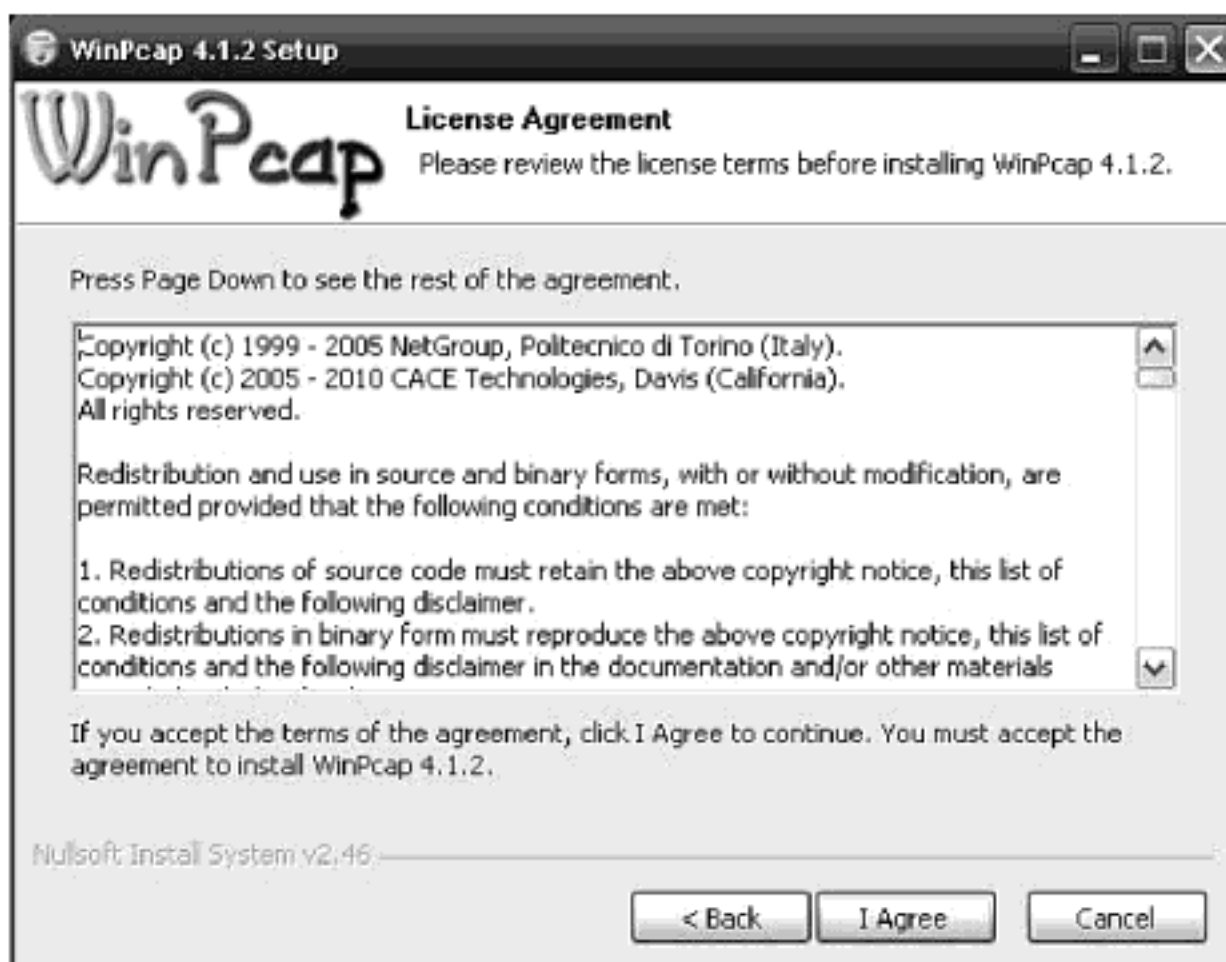 WinPcap 4.1.2 Setup
WinPcap
License Agreement
Please review the license terms before installing WinPcap 4.1.2.
Press Page Down to see the rest of the agreement.
Copyright (c) 1999 - 2005 NetGroup, Politecnico di Torino (Italy).
Copyright (c) 2005 - 2010 CACE Technologies, Davis (California).
All rights reserved.
Redistribution and use in source and binary forms, with or without modification, are
permitted provided that the following conditions are met:
1. Redistributions of source code must retain the above copyright notice, this list of
conditions and the following disclaimer.
2. Redistributions in binary form must reproduce the above copyright notice, this list of
conditions and the following disclaimer in the documentation and/or other materials
If you accept the terms of the agreement, click I Agree to continue. You must accept the
agreement to install WinPcap 4.1.2.
Nullsoft Install System v2.46
< Back
I Agree
Cancel